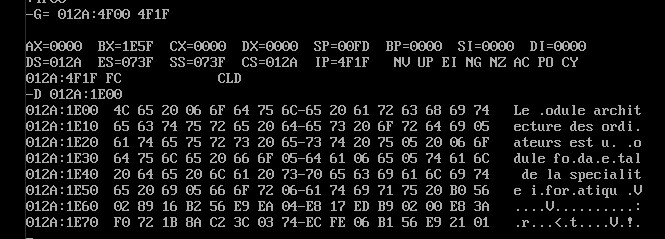 -G= 012A:4F00 4F1F
AX=0000 BX=1E5F CX=0000 DX=0000 SP=00FD BP=0000 SI=0000 DI=0000
DS=012A ES=073F SS=073F CS=012A IP=4F1F NV UP EI NG NZ AC PO CY
012A:4F1F FC CLD
-D 012A:1E00
012A:1E00 4C 65 20 06 6F 64 75 6C-65 20 61 72 63 68 69 74 Le .odule archit
012A:1E10 65 63 74 75 72 65 20 64-65 73 20 6F 72 64 69 05 ecture des ordi.
012A:1E20 61 74 65 75 72 73 20 65-73 74 20 75 05 20 06 6F ateurs est u. .o
012A:1E30 64 75 6C 65 20 66 6F 05-64 61 06 65 05 74 61 6C dule fo.da.e.tal
012A:1E40 20 64 65 20 6C 61 20 73-70 65 63 69 61 6C 69 74 de la specialit
012A:1E50 65 20 69 05 66 6F 72 06-61 74 69 71 75 20 B0 56 e i.for.atiqu .V
012A:1E60 02 89 16 B2 56 E9 EA 04-E8 17 ED B9 02 00 E8 3A ....V..........:
012A:1E70 F0 72 1B 8A C2 3C 03 74-EC FE 06 B1 56 E9 21 01 .r...<.t....V.!.